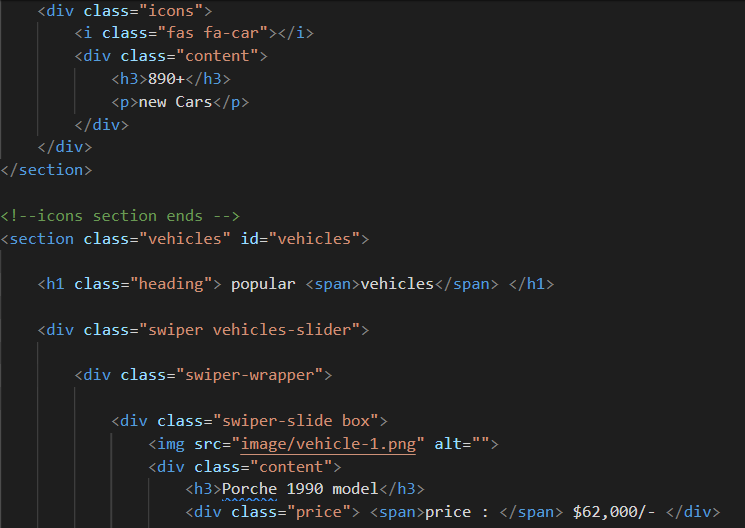 <div class="icons">
<i class="fas fa-car"></i>
<div class="content">
<h3>890+</h3>
<p>new Cars</p>
</div>
</div>
</section>
<!--icons section ends -->
<section class="vehicles" id="vehicles">
<h1 class="heading"> popular <span>vehicles</span> </h1>
<div class="swiper vehicles-slider">
<div class="swiper-wrapper">
<div class="swiper-slide box">
<img src="image/vehicle-1.png" alt="">
<div class="content">
<h3>Porche 1990 model</h3>
<div class="price"> <span>price : </span> $62,000/- </div>